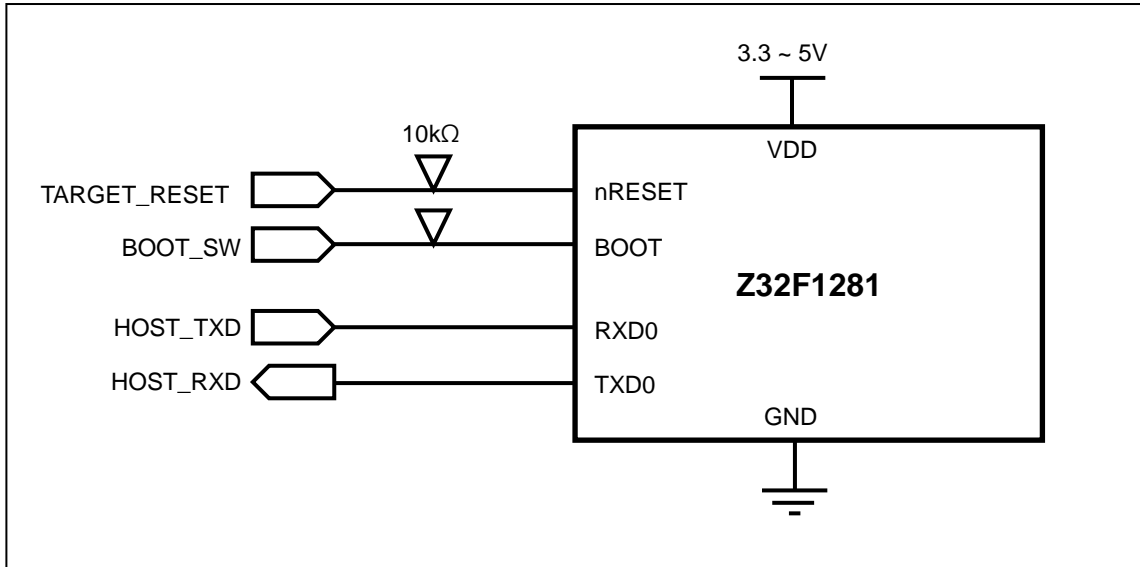 3.3 ~ 5V
VDD
10kΩ
TARGET_RESET
nRESET
BOOT_SW
BOOT
Z32F1281
HOST_TXD
RXD0
HOST_RXD
TXD0
GND